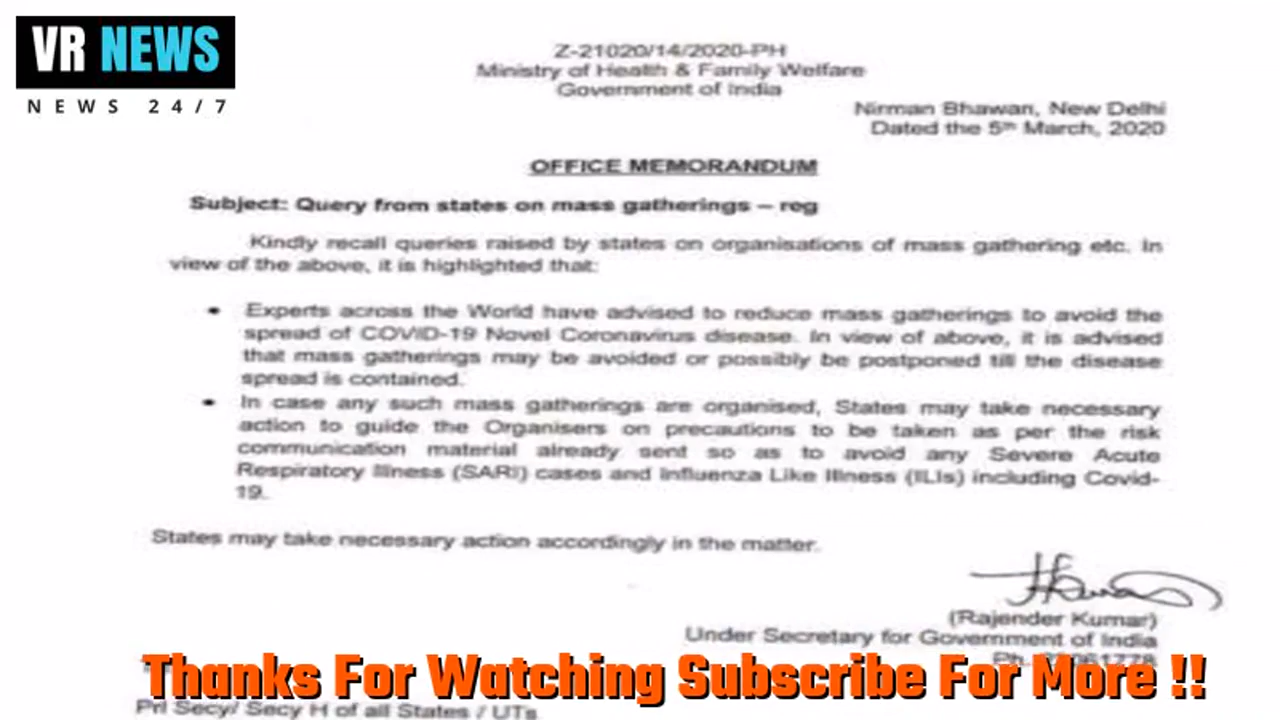 VR NEWS
NEWS 24/7
Z-21020/14/2020-PH
Ministry of Health & Family Welfare
Government of India
Nirman Bhawan, New Delhi
Dated the 5th March, 2020
OFFICE MEMORANDUM
Subject: Query from states on mass gatherings – reg
Kindly recall queries raised by states on organisations of mass gathering etc. In
view of the above, it is highlighted that:
• Experts across the World have advised to reduce mass gatherings to avoid the
spread of COVID-19 Novel Coronavirus disease. In view of above, it is advised
that mass gatherings may be avoided or possibly be postponed till the disease
spread is contained.
• In case any such mass gatherings are organised, States may take necessary
action to guide the Organisers on precautions to be taken as per the risk
communication material already sent so as to avoid any Severe Acute
Respiratory Illness (SARI) cases and Influenza Like Illness (ILIs) including Covid-
19.
States may take necessary action accordingly in the matter.
(Rajender Kumar)
Under Secretary for Government of India
Ph.
Thanks For Watching Subscribe For More !!
Prl Secy/ Secy H of all States / UTs